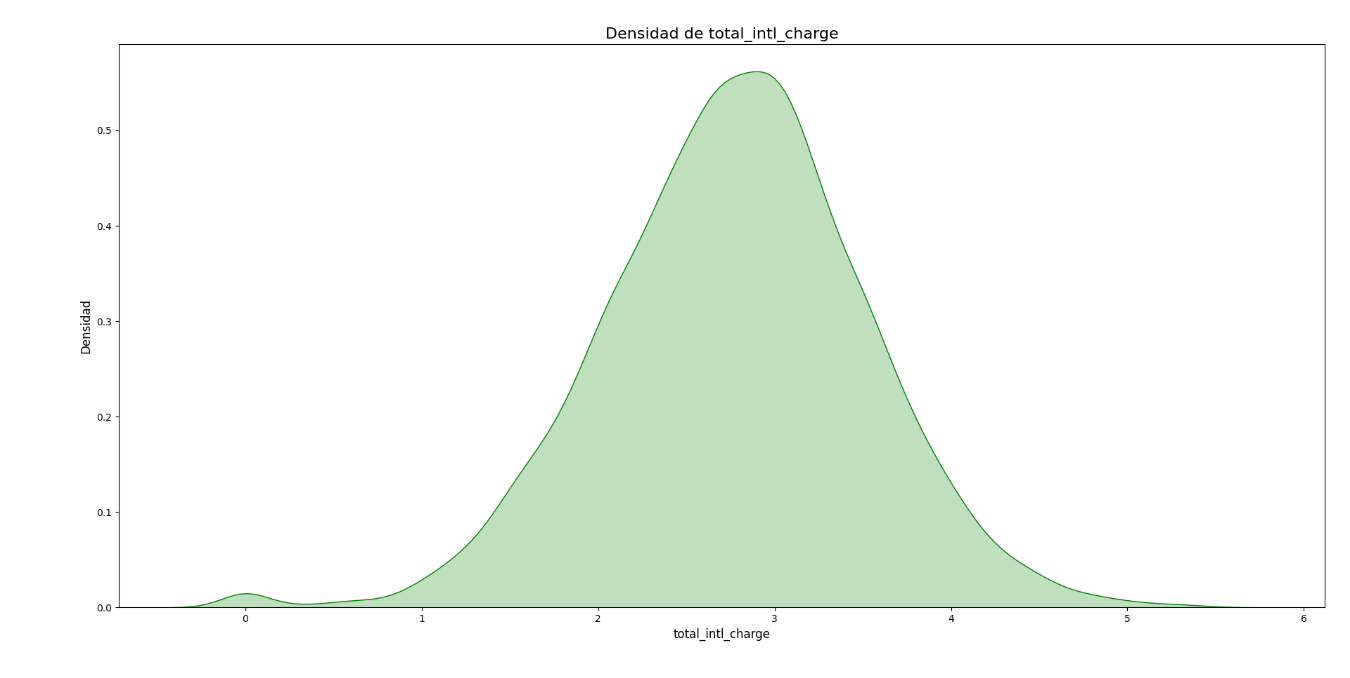 Densidad de total_intl_charge
Densidad
0.5
0.4
0.3
0.2
0.1
0.0
0 1 2 3 4 5 6
total_intl_charge